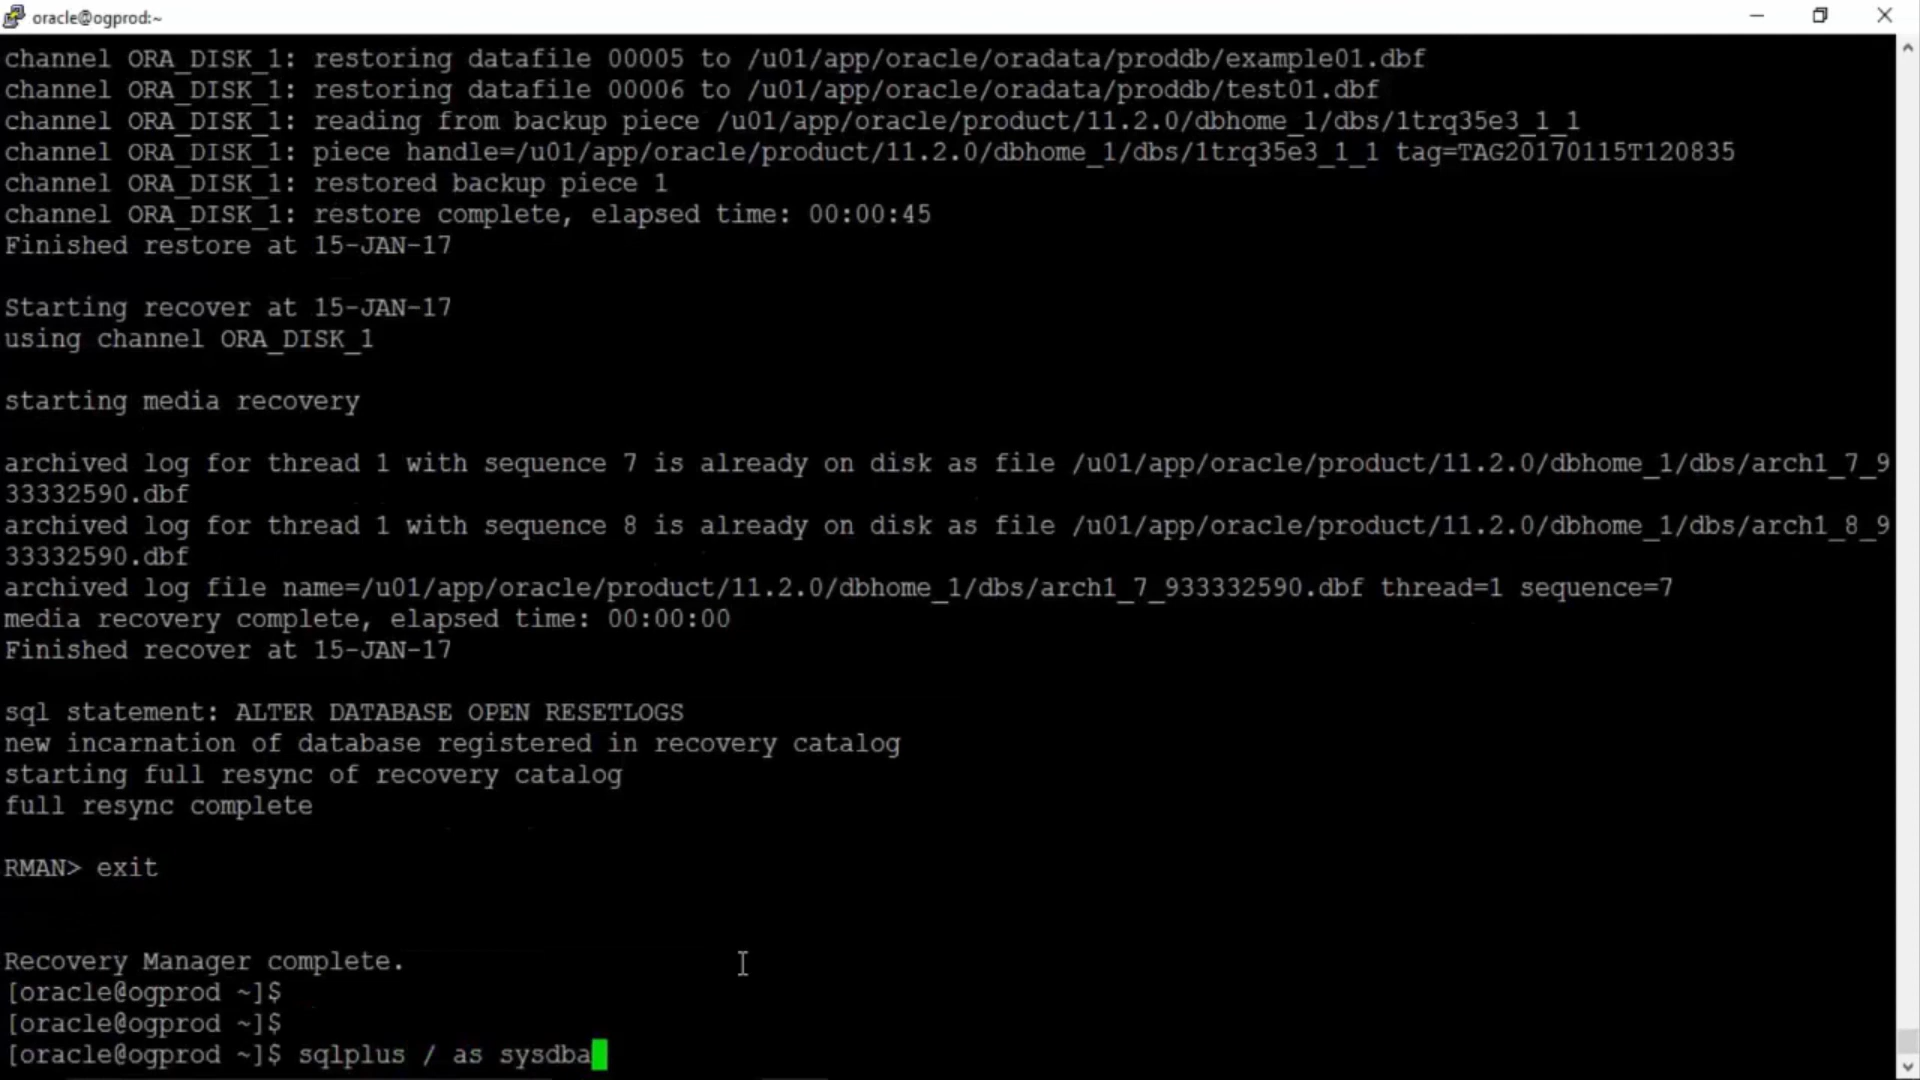 oracle@ogprod:~
channel ORA_DISK_1: restoring datafile 00005 to /u01/app/oracle/oradata/proddb/example01.dbf
channel ORA_DISK_1: restoring datafile 00006 to /u01/app/oracle/oradata/proddb/test01.dbf
channel ORA_DISK_1: reading from backup piece /u01/app/oracle/product/11.2.0/dbhome_1/dbs/1trq35e3_1_1
channel ORA_DISK_1: piece handle=/u01/app/oracle/product/11.2.0/dbhome_1/dbs/1trq35e3_1_1 tag=TAG20170115T120835
channel ORA_DISK_1: restored backup piece 1
channel ORA_DISK_1: restore complete, elapsed time: 00:00:45
Finished restore at 15-JAN-17
Starting recover at 15-JAN-17
using channel ORA_DISK_1
starting media recovery
archived log for thread 1 with sequence 7 is already on disk as file /u01/app/oracle/product/11.2.0/dbhome_1/dbs/arch1_7_9
33332590.dbf
archived log for thread 1 with sequence 8 is already on disk as file /u01/app/oracle/product/11.2.0/dbhome_1/dbs/arch1_8_9
33332590.dbf
archived log file name=/u01/app/oracle/product/11.2.0/dbhome_1/dbs/arch1_7_933332590.dbf thread=1 sequence=7
media recovery complete, elapsed time: 00:00:00
Finished recover at 15-JAN-17
sql statement: ALTER DATABASE OPEN RESETLOGS
new incarnation of database registered in recovery catalog
starting full resync of recovery catalog
full resync complete
RMAN> exit
Recovery Manager complete.
[oracle@ogprod ~]$
[oracle@ogprod ~]$
[oracle@ogprod ~]$ sqlplus / as sysdba